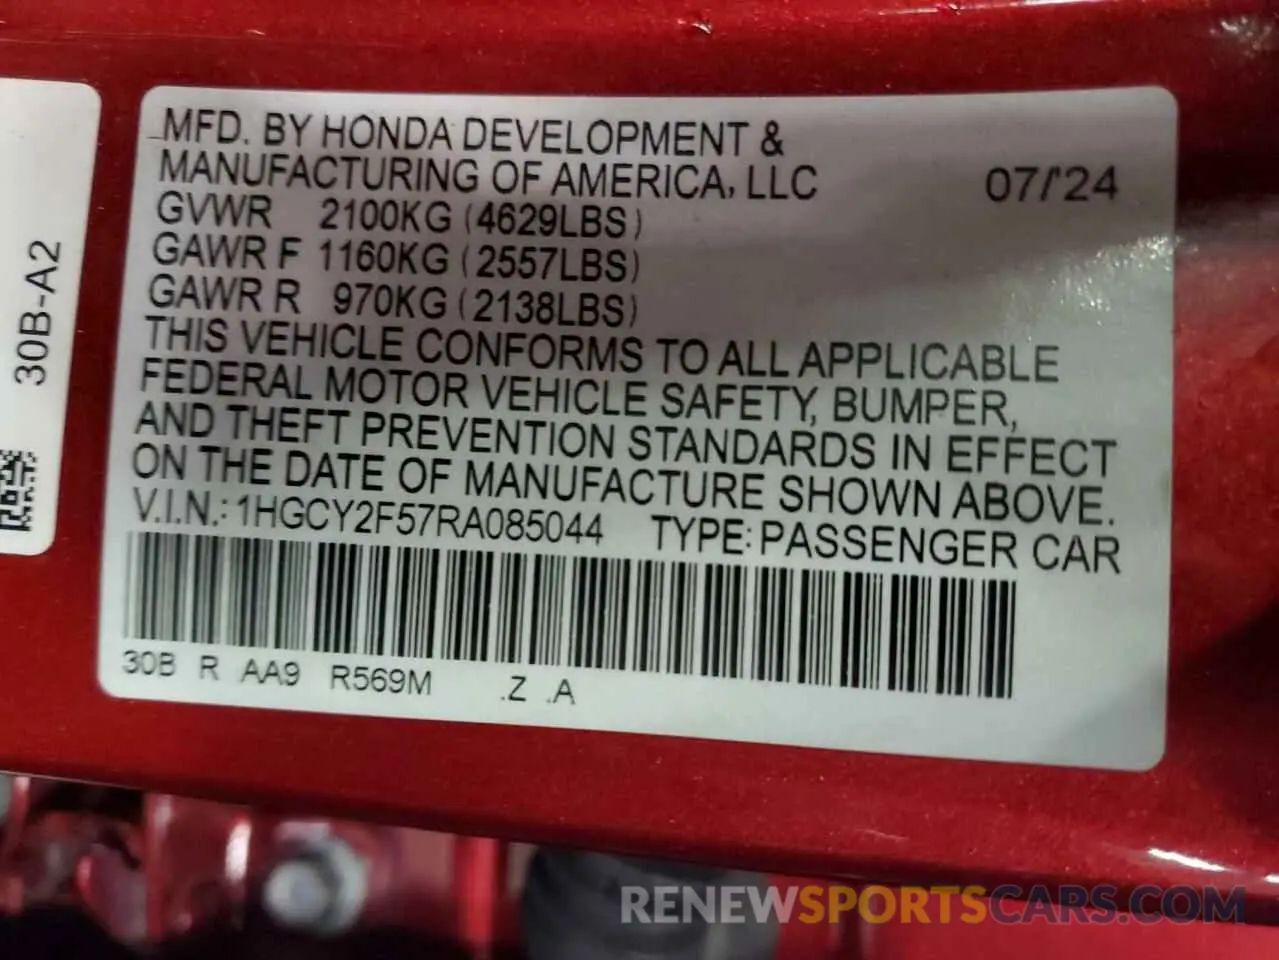 30B-A2
MFD. BY HONDA DEVELOPMENT &
MANUFACTURING OF AMERICA, LLC 07/'24
GVWR 2100KG (4629LBS)
GAWR F 1160KG (2557LBS)
GAWR R 970KG (2138LBS)
THIS VEHICLE CONFORMS TO ALL APPLICABLE
FEDERAL MOTOR VEHICLE SAFETY, BUMPER,
AND THEFT PREVENTION STANDARDS IN EFFECT
ON THE DATE OF MANUFACTURE SHOWN ABOVE.
V.I.N.: 1HGCY2F57RA085044 TYPE: PASSENGER CAR
30B R AA9 R569M .Z .A
RENEWSPORTSCARS.COM